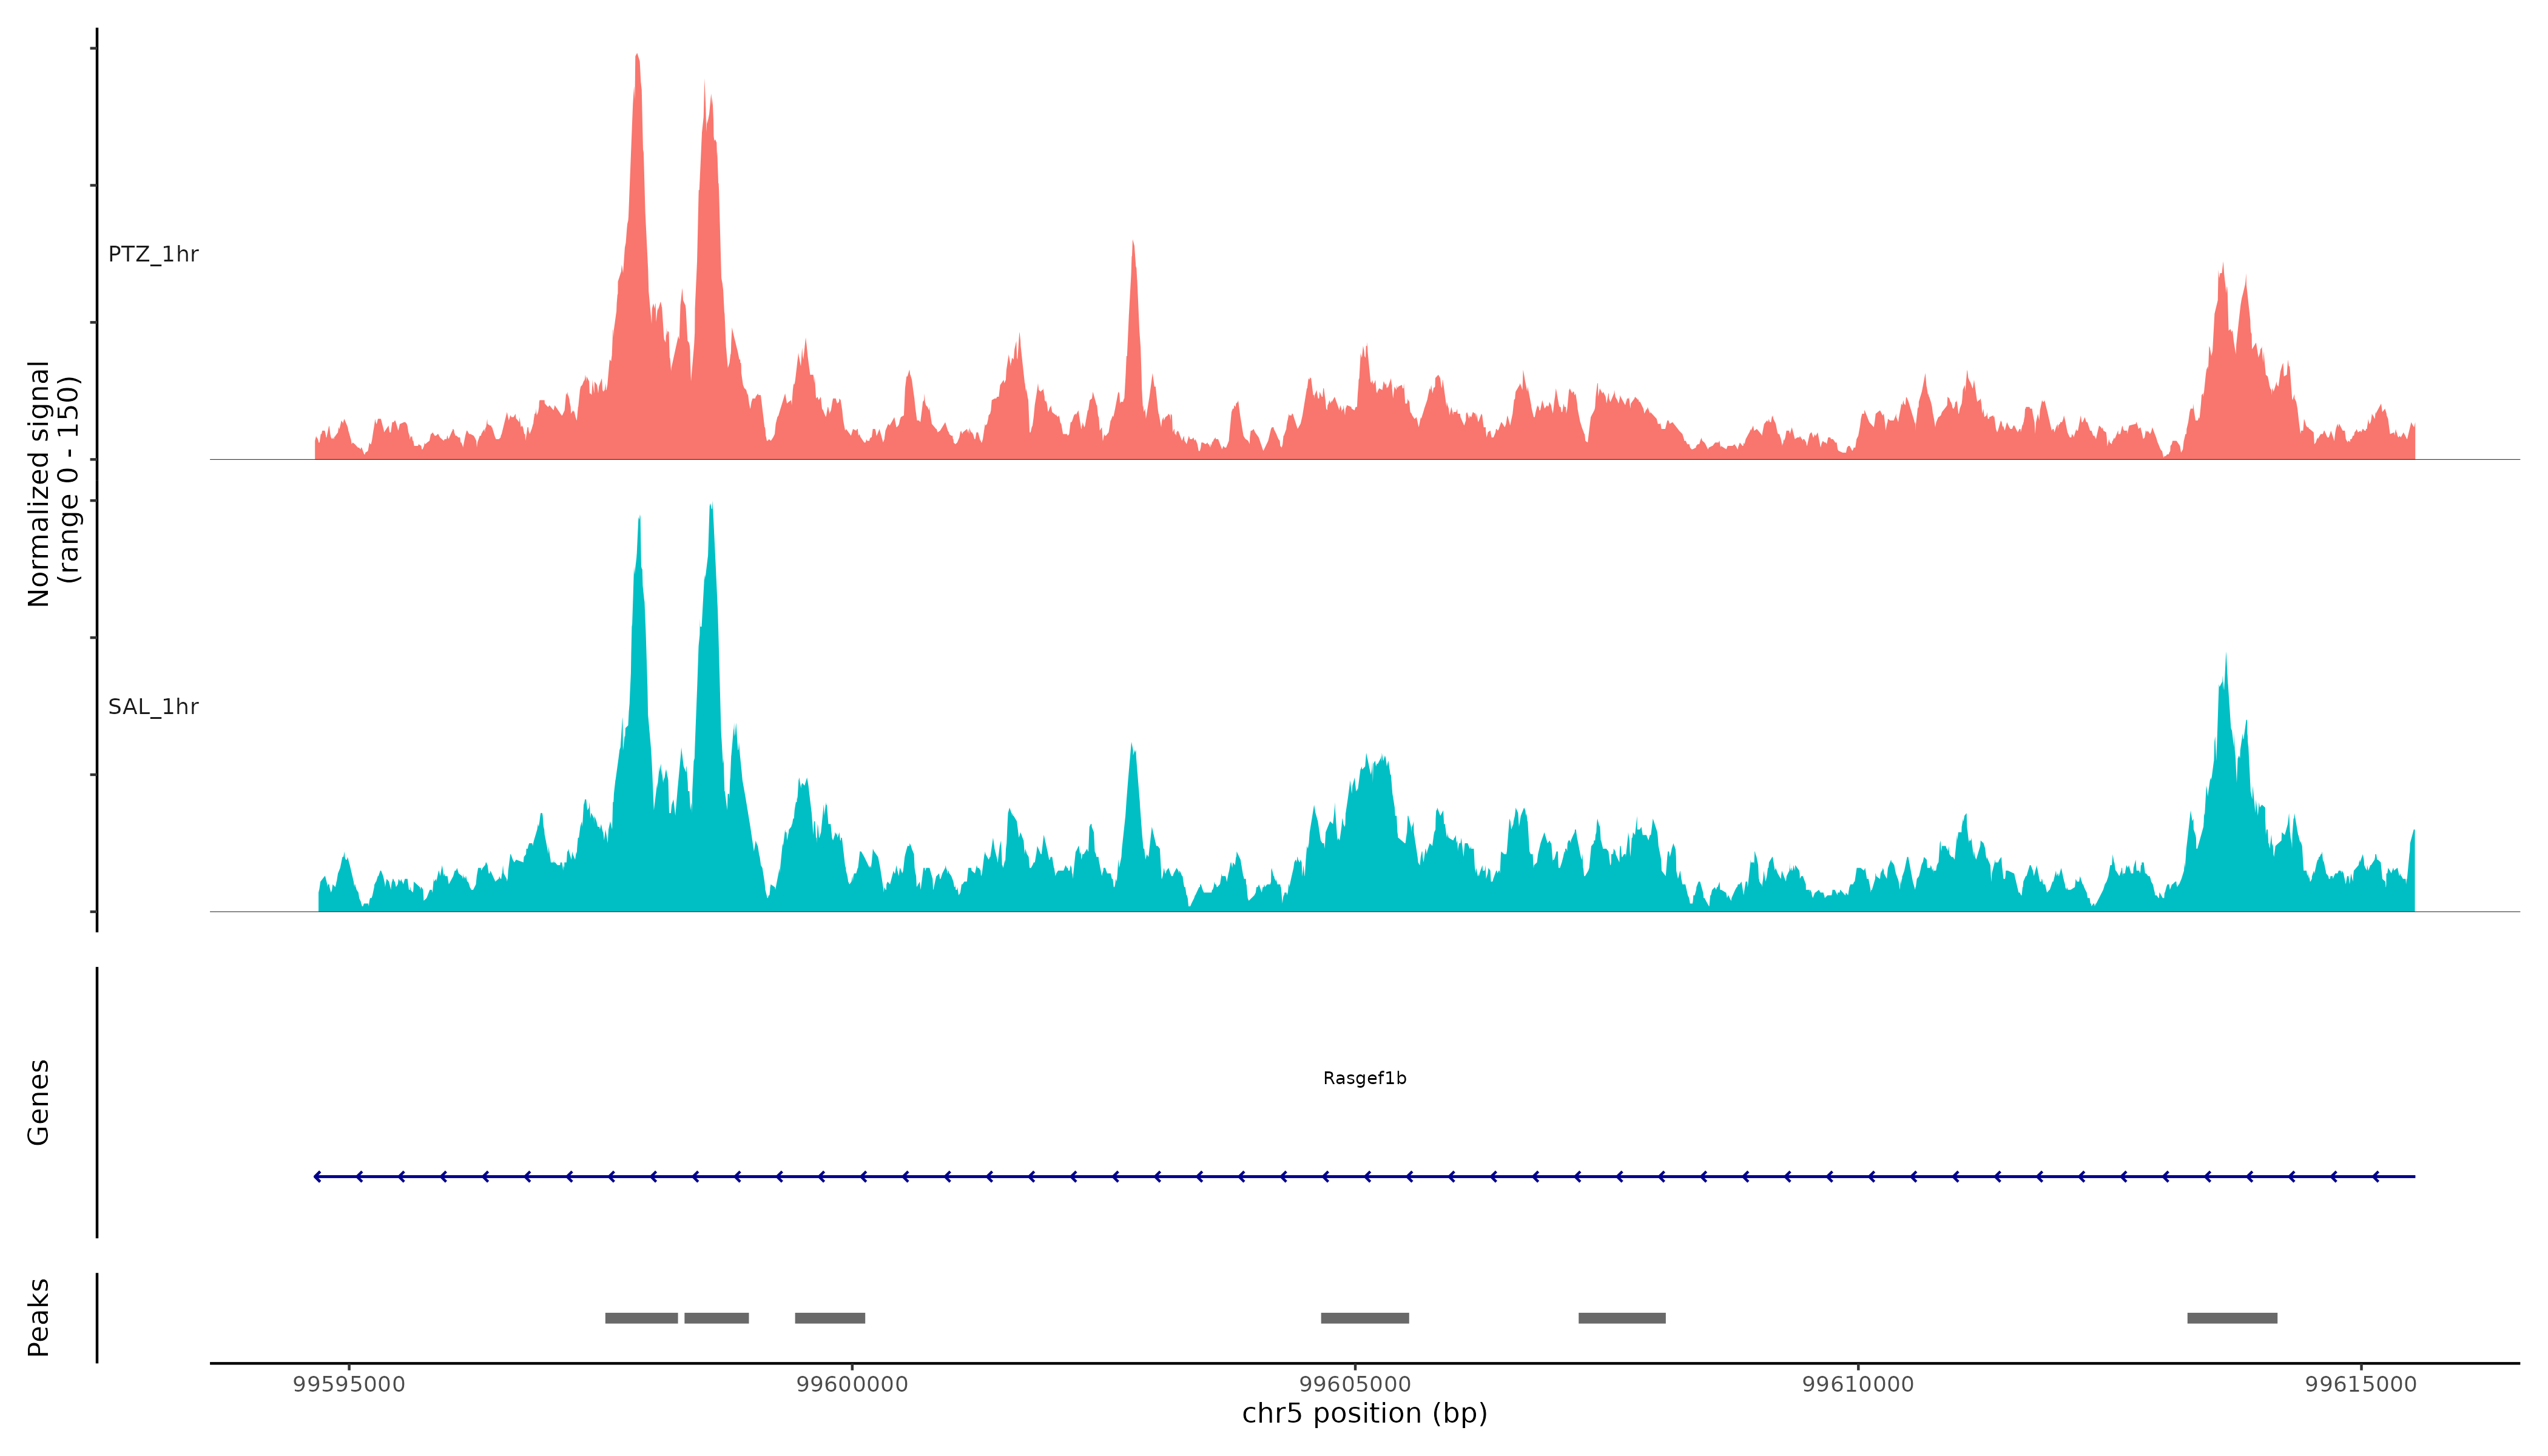 Normalized signal
(range 0 - 150)
PTZ_1hr
SAL_1hr
Genes
Rasgef1b
Peaks
99595000
99600000
99605000
99610000
99615000
chr5 position (bp)